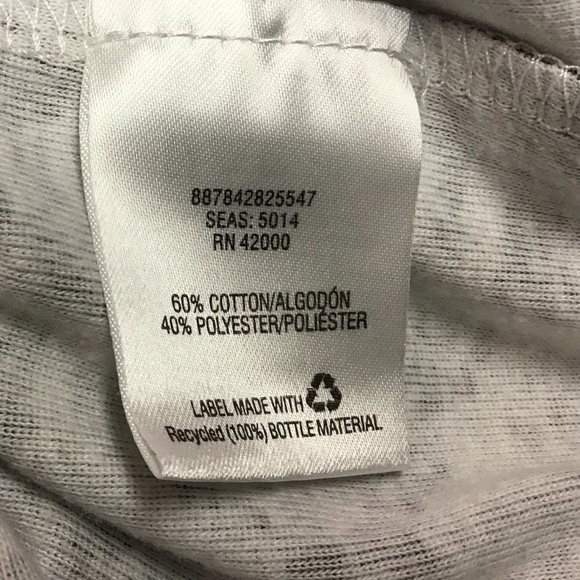 887842825547
SEAS: 5014
RN 42000
60% COTTON/ALGODÓN
40% POLYESTER/POLIÉSTER
LABEL MADE WITH
Recycled (100%) BOTTLE MATERIAL